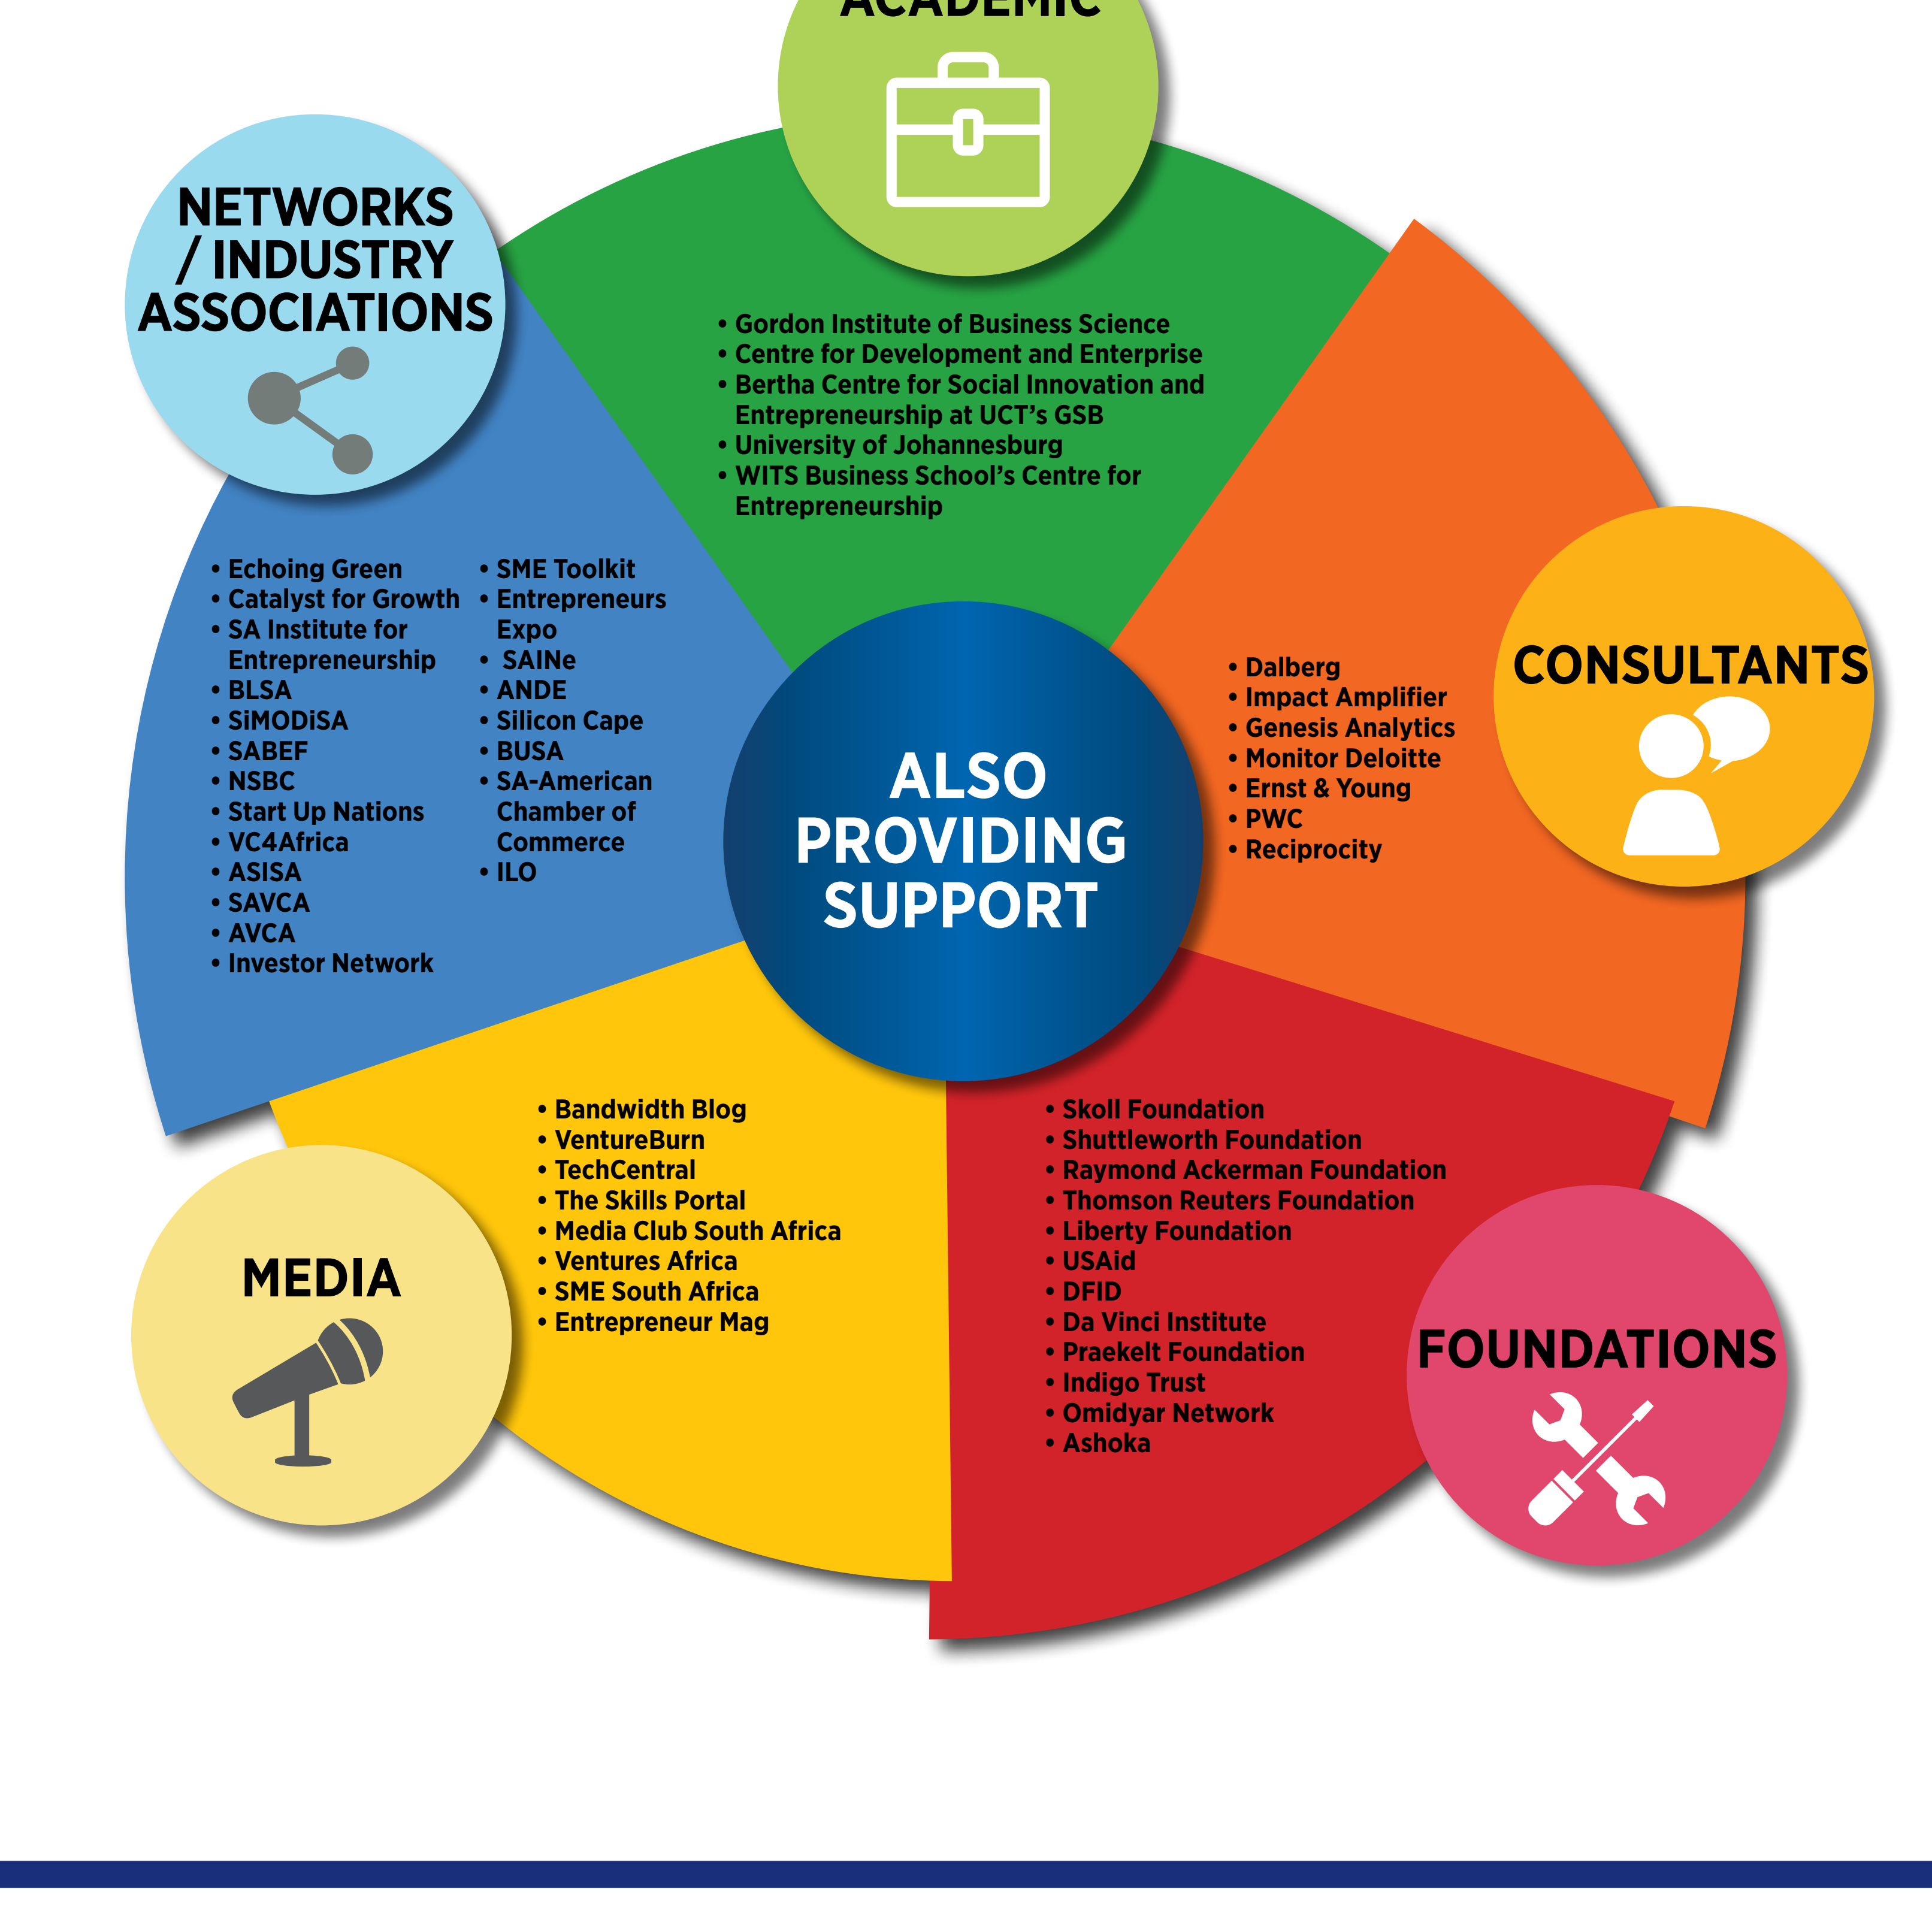 ACADEMIC
• Gordon Institute of Business Science
• Centre for Development and Enterprise
• Bertha Centre for Social Innovation and
Entrepreneurship at UCT’s GSB
• University of Johannesburg
• WITS Business School’s Centre for
Entrepreneurship
NETWORKS
/ INDUSTRY
ASSOCIATIONS
• Echoing Green
• Catalyst for Growth
• SA Institute for
Entrepreneurship
• BLSA
• SiMODiSA
• SABEF
• NSBC
• Start Up Nations
• VC4Africa
• ASISA
• SAVCA
• AVCA
• Investor Network
• SME Toolkit
• Entrepreneurs
Expo
• SAINe
• ANDE
• Silicon Cape
• BUSA
• SA-American
Chamber of
Commerce
• ILO
ALSO
PROVIDING
SUPPORT
CONSULTANTS
• Dalberg
• Impact Amplifier
• Genesis Analytics
• Monitor Deloitte
• Ernst & Young
• PWC
• Reciprocity
MEDIA
• Bandwidth Blog
• VentureBurn
• TechCentral
• The Skills Portal
• Media Club South Africa
• Ventures Africa
• SME South Africa
• Entrepreneur Mag
FOUNDATIONS
• Skoll Foundation
• Shuttleworth Foundation
• Raymond Ackerman Foundation
• Thomson Reuters Foundation
• Liberty Foundation
• USAid
• DFID
• Da Vinci Institute
• Praekelt Foundation
• Indigo Trust
• Omidyar Network
• Ashoka